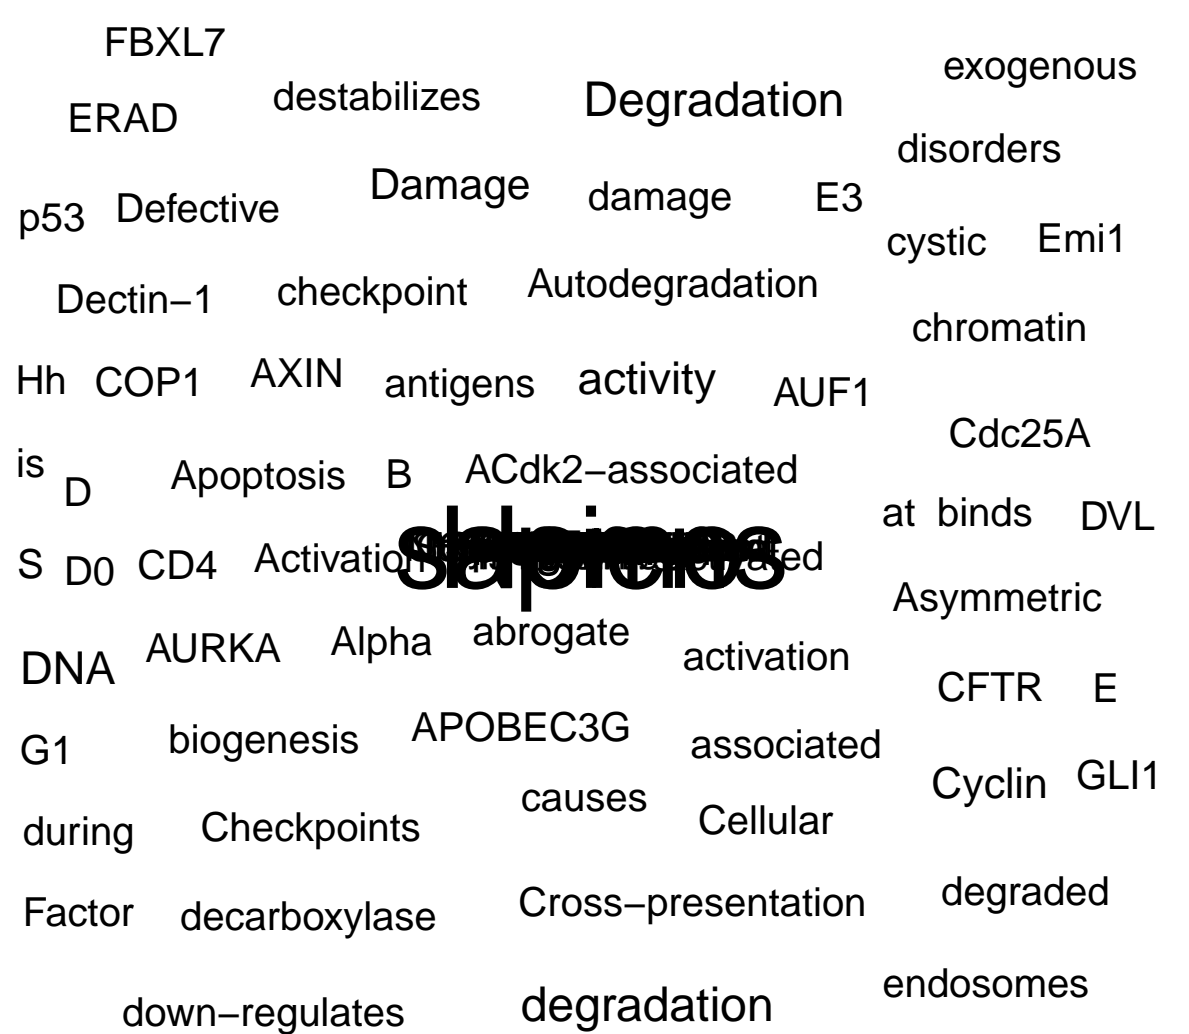 FBXL7
exogenous
destabilizes Degradation
ERAD
disorders
Damage damage E3
p53 Defective
cystic Emi1
Dectin−1 checkpoint Autodegradation
chromatin
Hh COP1 AXIN antigens activity AUF1
Cdc25A
is D Apoptosis B ACdk2−associated
at binds DVL
S D0 CD4 Activation
Asymmetric
DNA AURKA Alpha abrogate activation
CFTR E
G1 biogenesis APOBEC3G associated
Cyclin GLI1
during Checkpoints causes Cellular
Factor decarboxylase Cross−presentation degraded
down−regulates degradation endosomes